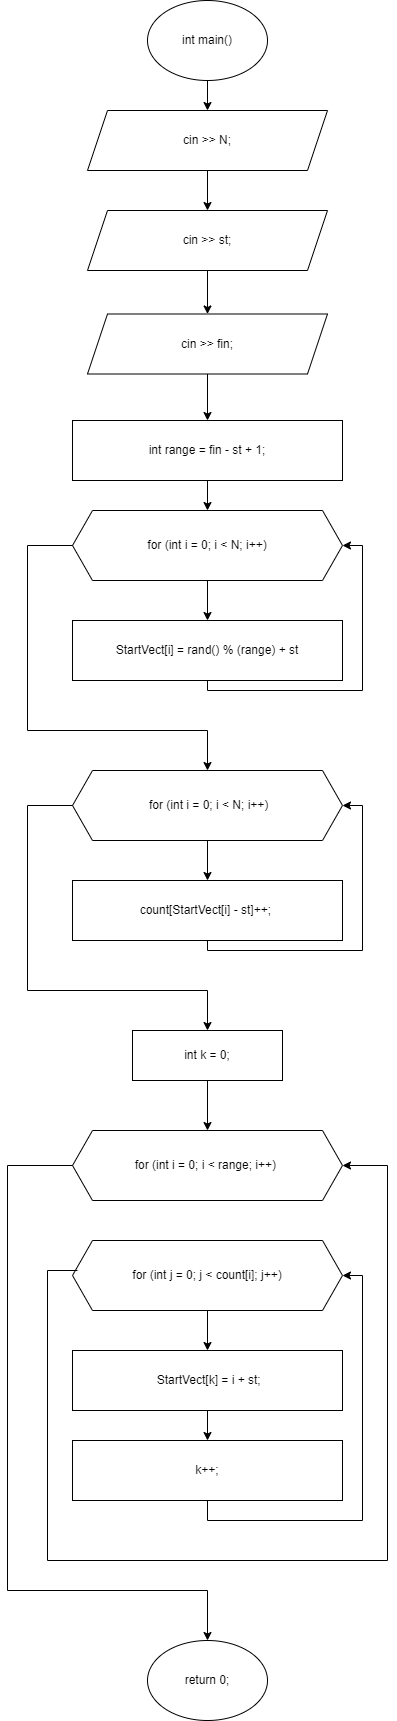 int main()
cin >> N;
cin >> st;
cin >> fin;
int range = fin - st + 1;
for (int i = 0; i < N; i++)
StartVect[i] = rand() % (range) + st
for (int i = 0; i < N; i++)
count[StartVect[i] - st]++;
int k = 0;
for (int i = 0; i < range; i++)
for (int j = 0; j < count[i]; j++)
StartVect[k] = i + st;
k++;
return 0;